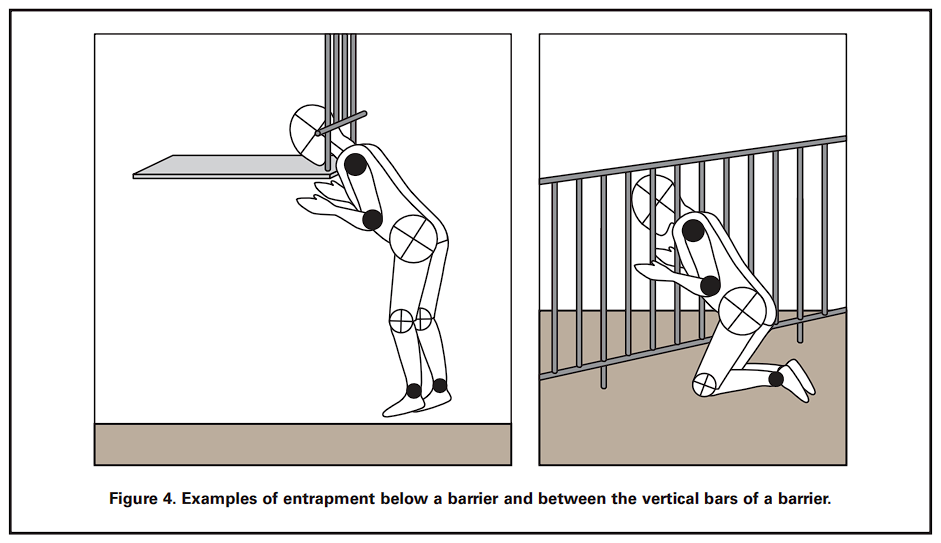 Figure 4. Examples of entrapment below a barrier and between the vertical bars of a barrier.